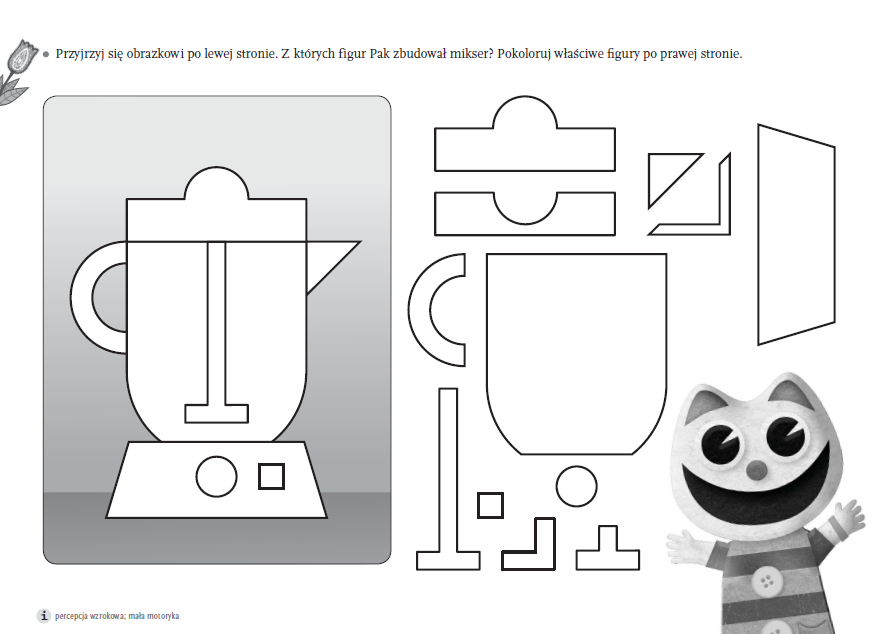 Przyjrzyj się obrazkowi po lewej stronie. Z których figur Pak zbudował mikser? Pokoloruj właściwe figury po prawej stronie.
i percepcja wzrokowa; mała motoryka